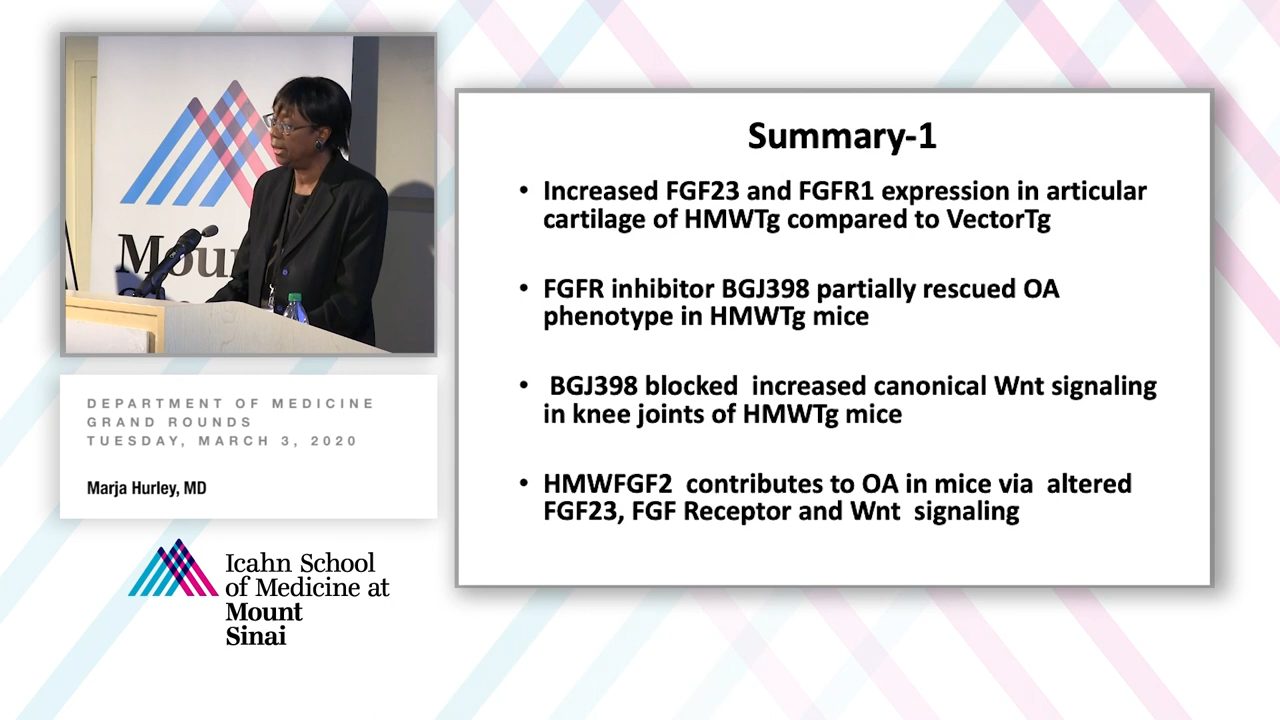 Mou
DEPARTMENT OF MEDICINE
GRAND ROUNDS
TUESDAY, MARCH 3, 2020
Marja Hurley, MD
Icahn School
of Medicine at
Mount
Sinai
Summary-1
• Increased FGF23 and FGFR1 expression in articular
cartilage of HMWTg compared to VectorTg
• FGFR inhibitor BGJ398 partially rescued OA
phenotype in HMWTg mice
• BGJ398 blocked increased canonical Wnt signaling
in knee joints of HMWTg mice
• HMWFGF2 contributes to OA in mice via altered
FGF23, FGF Receptor and Wnt signaling